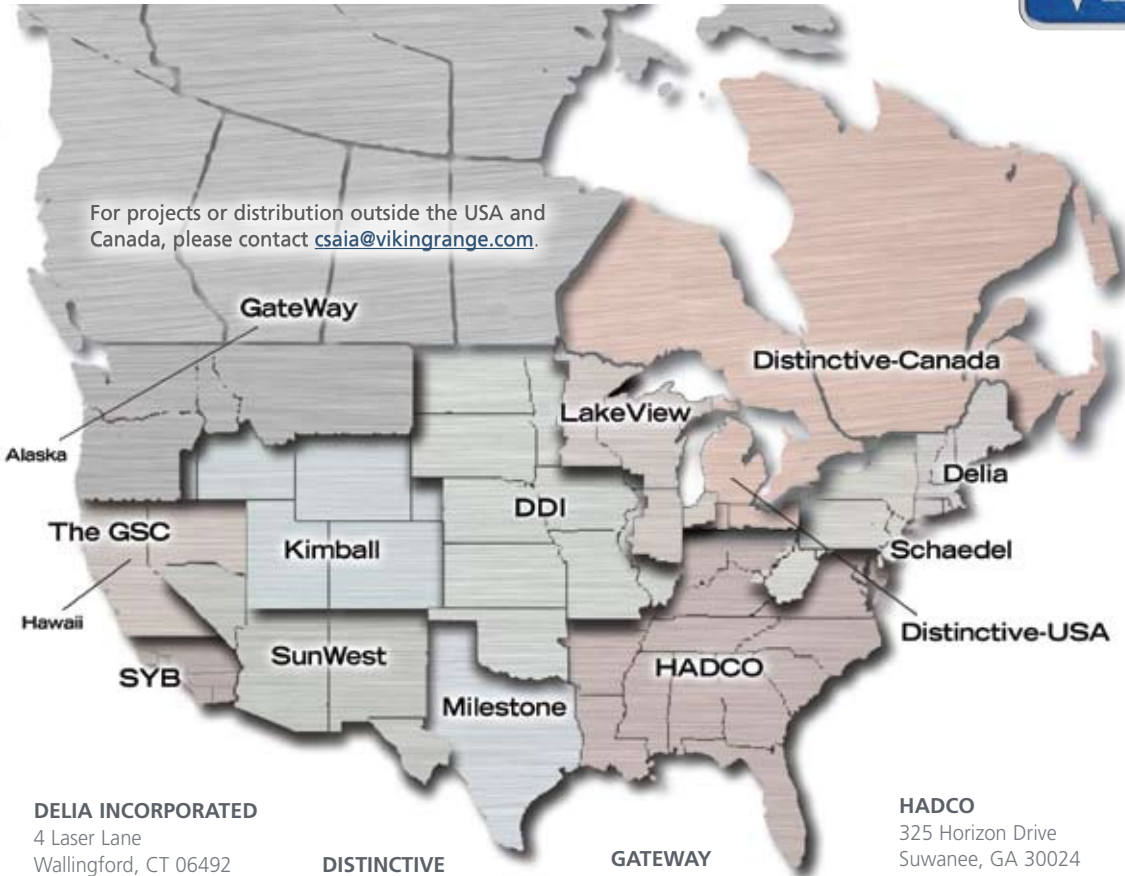 For projects or distribution outside the USA and
Canada, please contact csaia@vikingrange.com.
GateWay
Distinctive-Canada
LakeView
Alaska
Delia
DDI
The GSC
Kimball
Schaedel
Hawaii
Distinctive-USA
SunWest
HADCO
SYB
Milestone
DELIA INCORPORATED
4 Laser Lane
Wallingford, CT 06492
DISTINCTIVE
GATEWAY
HADCO
325 Horizon Drive
Suwanee, GA 30024